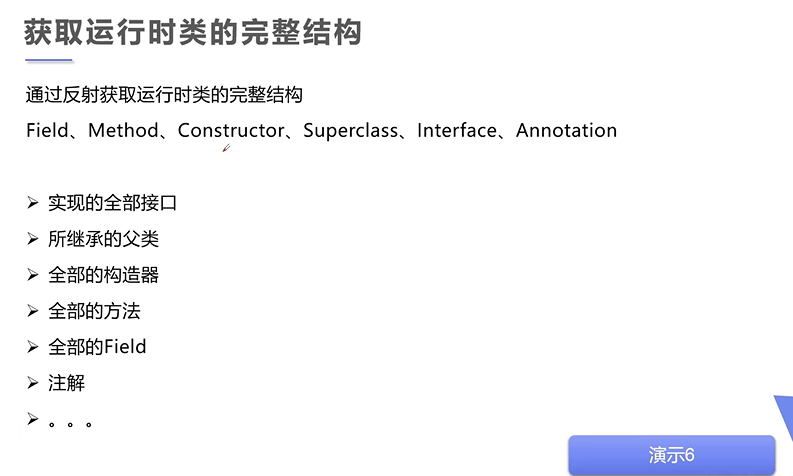 获取运行时类的完整结构
通过反射获取运行时类的完整结构
Field、Method、Constructor、Superclass、Interface、Annotation
➢ 实现的全部接口
➢ 所继承的父类
➢ 全部的构造器
➢ 全部的方法
➢ 全部的Field
➢ 注解
➢ 。。。
演示6